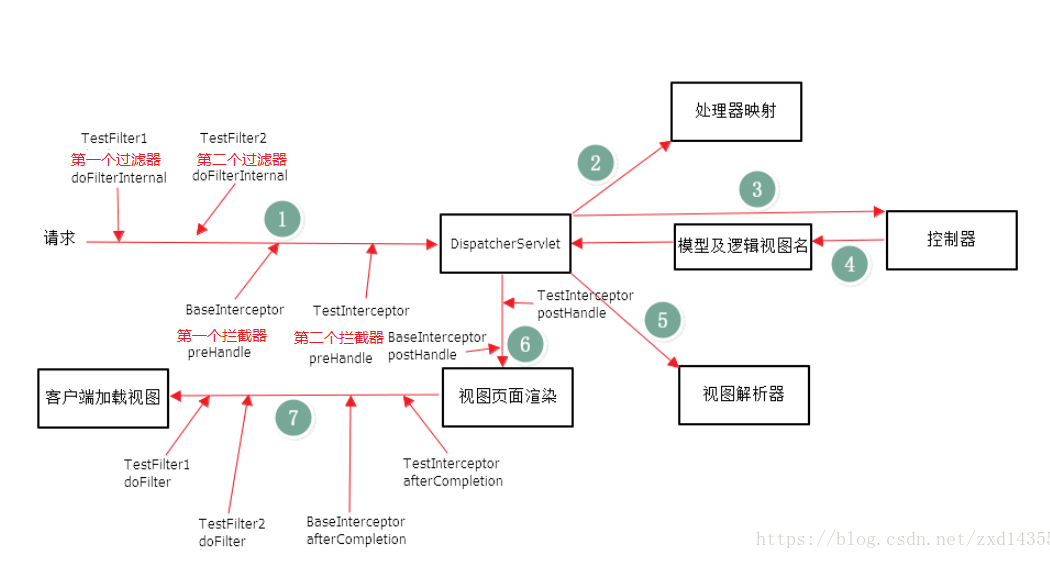 处理器映射
TestFilter1
第一个过滤器
doFilterInternal
TestFilter2
第二个过滤器
doFilterInternal
2
3
1
请求
DispatcherServlet
模型及逻辑视图名
4
控制器
BaseInterceptor
第一个拦截器
preHandle
TestInterceptor
第二个拦截器
preHandle
TestInterceptor
postHandle
BaseInterceptor
postHandle
6
5
客户端加载视图
7
视图页面渲染
视图解析器
TestFilter1
doFilter
TestFilter2
doFilter
BaseInterceptor
afterCompletion
TestInterceptor
afterCompletion
https://blog.csdn.net/zxd14355